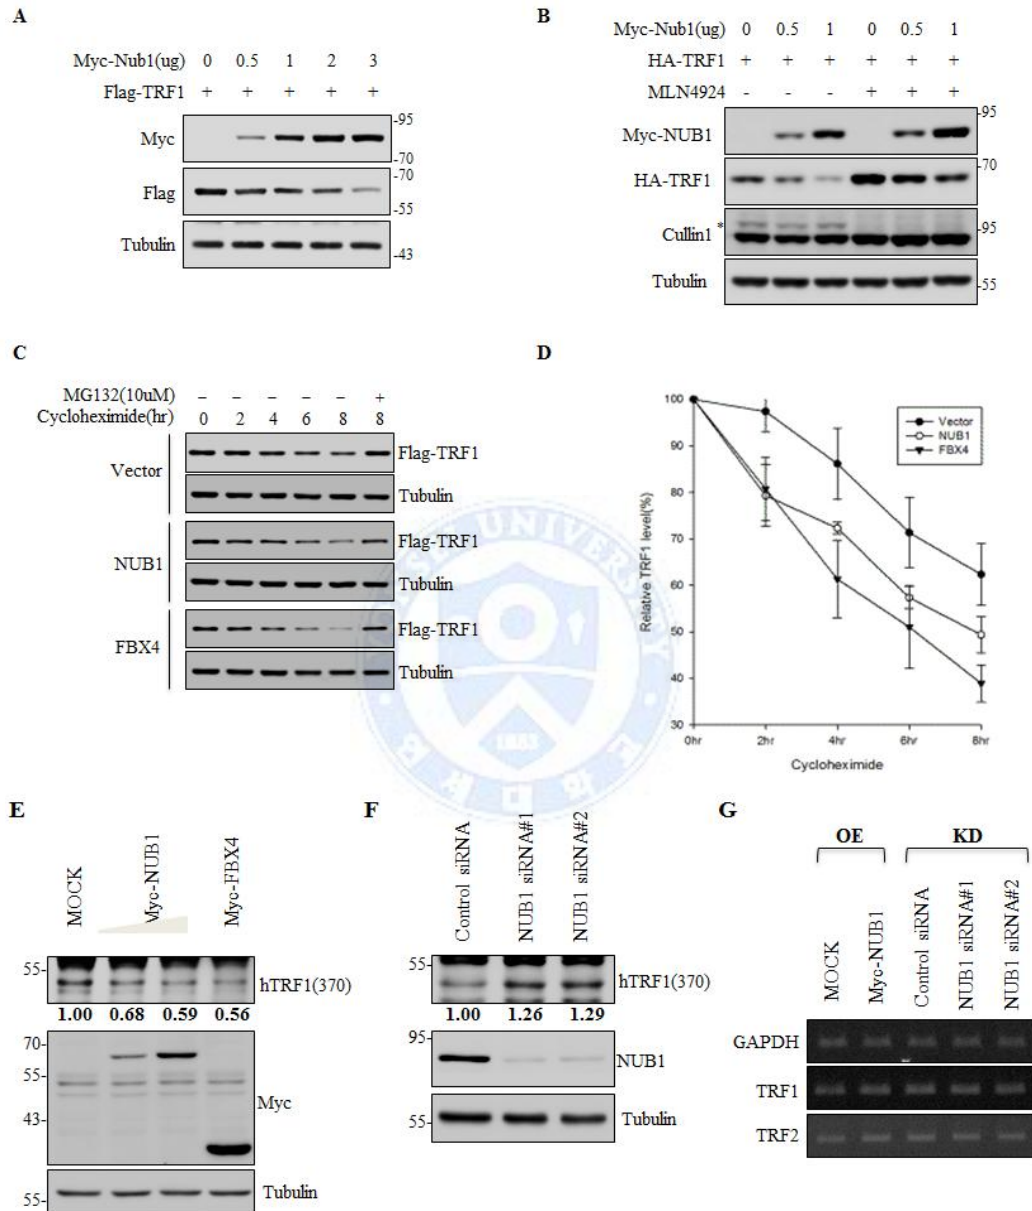 A
Myc-Nub1(ug) 0 0.5 1 2 3
Flag-TRF1 + + + + +
Myc -95
-70
Flag -70
-55
Tubulin -43
B
Myc-Nub1(ug) 0 0.5 1 0 0.5 1
HA-TRF1 + + + + + +
MLN4924 - - - + + +
Myc-NUB1 -95
HA-TRF1 -70
Cullin1 * -95
Tubulin -55
C
MG132(10uM) – – – – – +
Cycloheximide(hr) 0 2 4 6 8 8
Vector
Flag-TRF1
Tubulin
NUB1
Flag-TRF1
Tubulin
FBX4
Flag-TRF1
Tubulin
D
Relative TRF1 level(%)
100
90
80
70
60
50
40
30
Vector
NUB1
FBX4
0hr 2hr 4hr 6hr 8hr
Cycloheximide
E
MOCK
Myc-NUB1
Myc-FBX4
55- hTRF1(370)
1.00 0.68 0.59 0.56
70-
55-
43-
Myc
55- Tubulin
F
Control siRNA
NUB1 siRNA#1
NUB1 siRNA#2
55- hTRF1(370)
1.00 1.26 1.29
95- NUB1
55- Tubulin
G
OE KD
MOCK
Myc-NUB1
Control siRNA
NUB1 siRNA#1
NUB1 siRNA#2
GAPDH
TRF1
TRF2